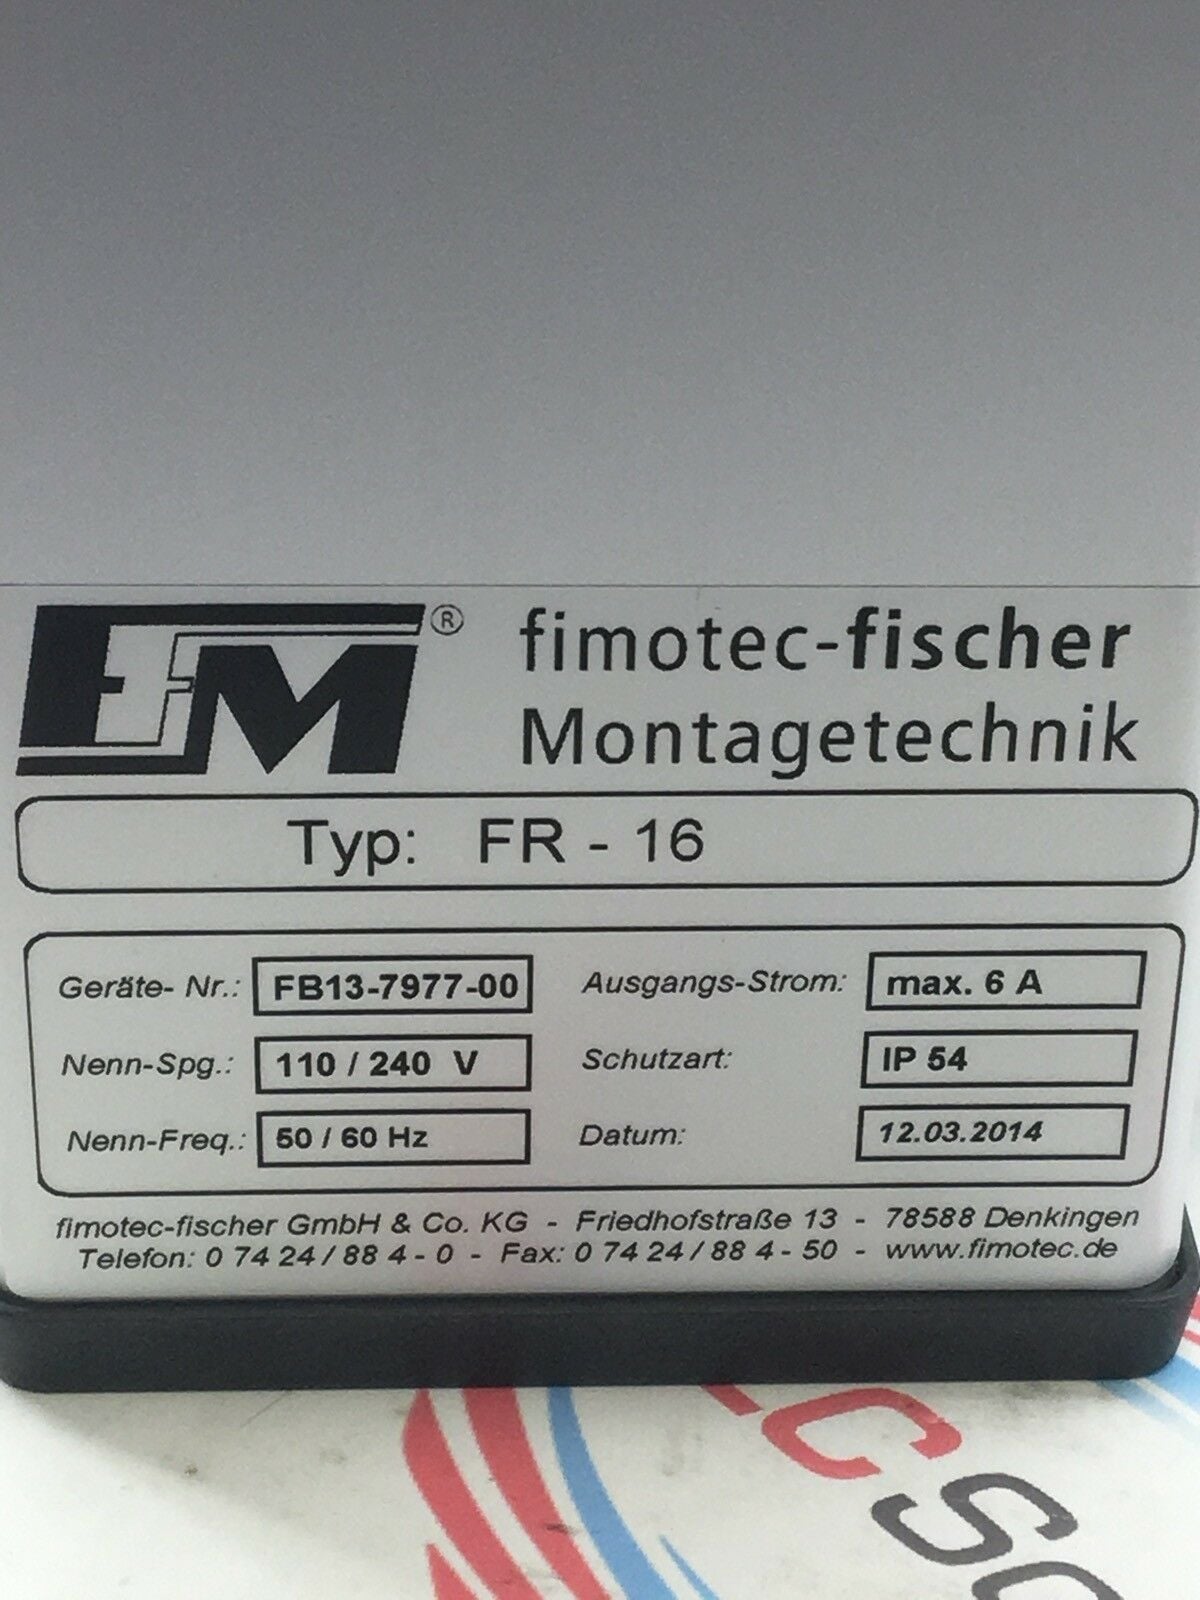 FM®
fimotec-fischer
Montagetechnik
Typ: FR - 16
Geräte- Nr.: FB13-7977-00 Ausgangs-Strom: max. 6 A
Nenn-Spg.: 110 / 240 V Schutzart: IP 54
Nenn-Freq.: 50 / 60 Hz Datum: 12.03.2014
fimotec-fischer GmbH & Co. KG - Friedhofstraße 13 - 78588 Denkingen
Telefon: 0 74 24 / 88 4 - 0 - Fax: 0 74 24 / 88 4 - 50 - www.fimotec.de